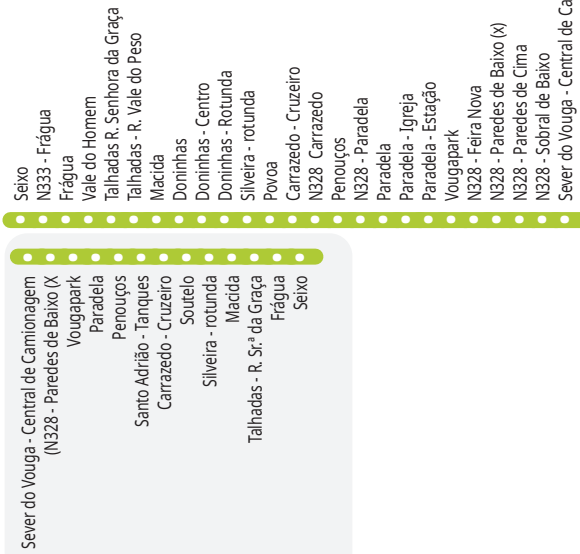 Seixo
N333 - Frágua
Frágua
Vale do Homem
Talhadas R. Senhora da Graça
Talhadas - R. Vale do Peso
Macida
Doninhas
Doninhas - Centro
Doninhas - Rotunda
Silveira - rotunda
Povoa
Carrazedo - Cruzeiro
N328 Carrazedo
Penouços
N328 - Paradela
Paradela
Paradela - Igreja
Paradela - Estação
Vougapark
N328 - Feira Nova
N328 - Paredes de Baixo (x)
N328 - Paredes de Cima
N328 - Sobral de Baixo
Sever do Vouga - Central de Ca
Sever do Vouga - Central de Camionagem
(N328 - Paredes de Baixo (X
Vougapark
Paradela
Penouços
Santo Adrião - Tanques
Carrazedo - Cruzeiro
Soutelo
Silveira - rotunda
Macida
Talhadas - R. Sr.ª da Graça
Frágua
Seixo